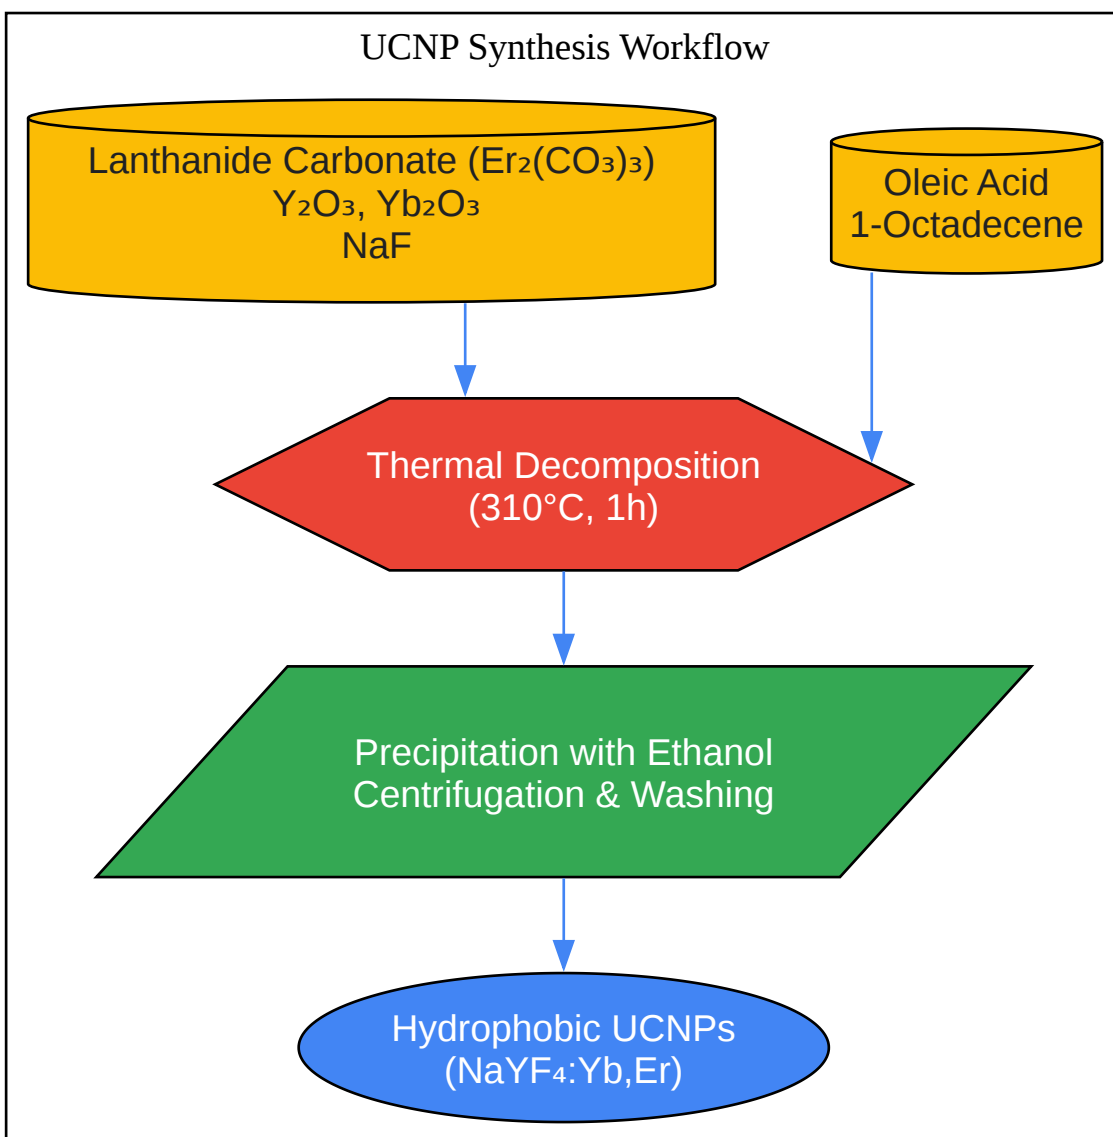 UCNP Synthesis Workflow
Lanthanide Carbonate (Er₂(CO₃)₃)
Y₂O₃, Yb₂O₃
NaF
Oleic Acid
1-Octadecene
Thermal Decomposition
(310°C, 1h)
Precipitation with Ethanol
Centrifugation & Washing
Hydrophobic UCNPs
(NaYF₄:Yb,Er)